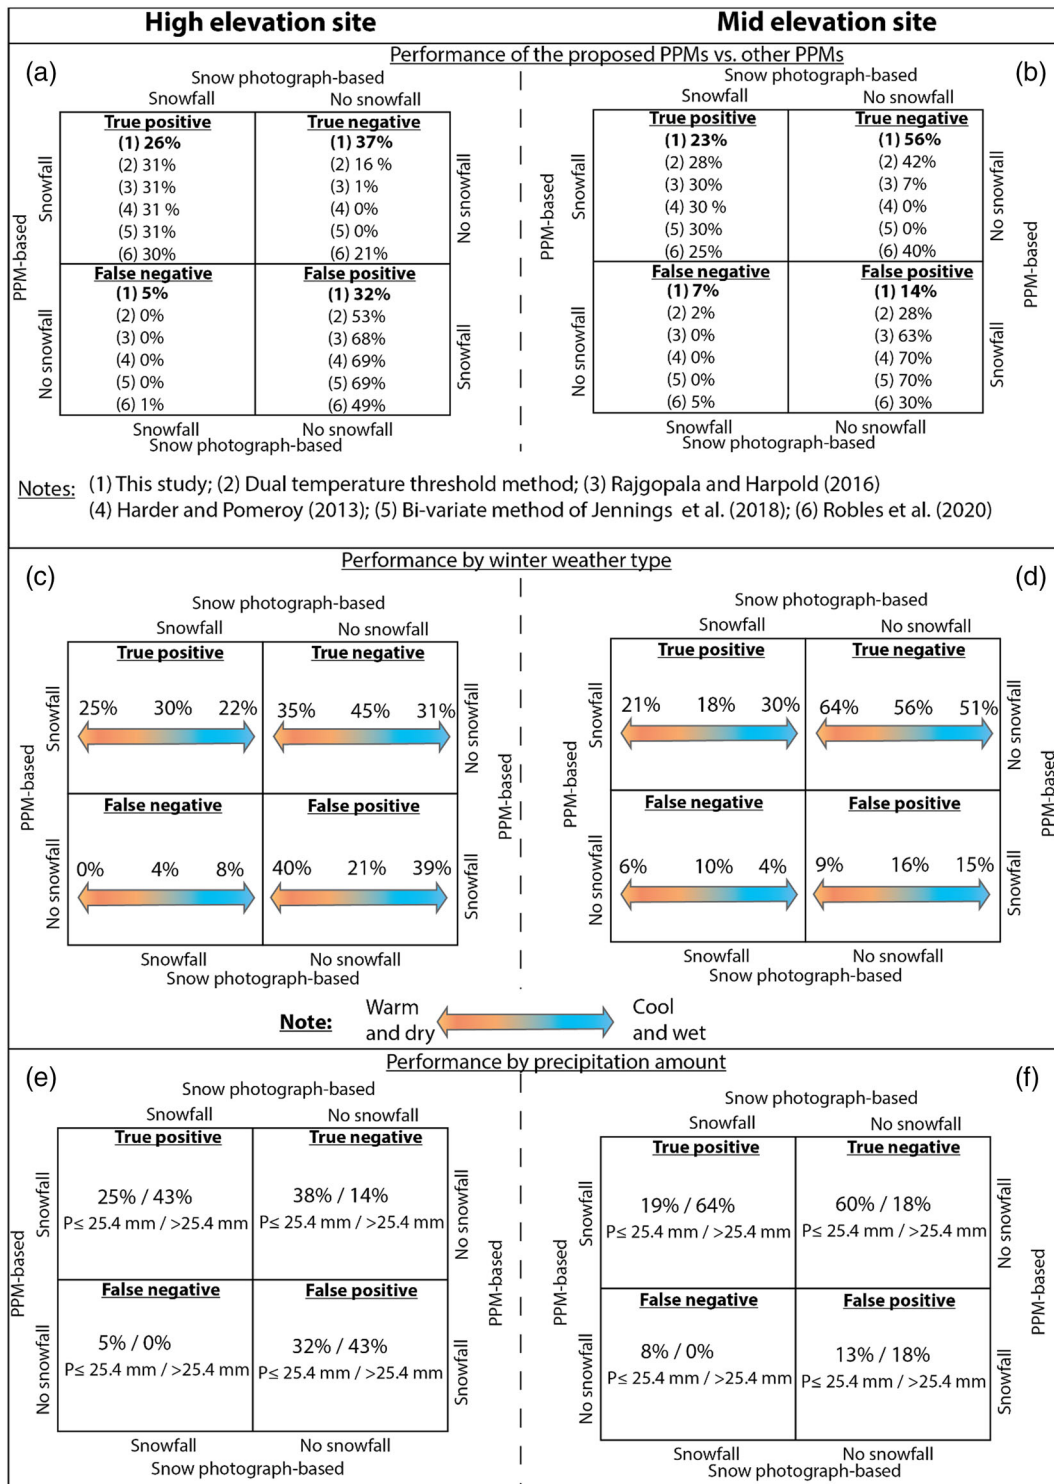 High elevation site
Mid elevation site
Performance of the proposed PPMs vs. other PPMs
(a)
Snow photograph-based
Snowfall
No snowfall
PPM-based
Snowfall
True positive
(1) 26%
(2) 31%
(3) 31%
(4) 31 %
(5) 31%
(6) 30%
True negative
(1) 37%
(2) 16 %
(3) 1%
(4) 0%
(5) 0%
(6) 21%
No snowfall
No snowfall
False negative
(1) 5%
(2) 0%
(3) 0%
(4) 0%
(5) 0%
(6) 1%
False positive
(1) 32%
(2) 53%
(3) 68%
(4) 69%
(5) 69%
(6) 49%
Snowfall
Snowfall
No snowfall
Snow photograph-based
(b)
Snow photograph-based
Snowfall
No snowfall
PPM-based
Snowfall
True positive
(1) 23%
(2) 28%
(3) 30%
(4) 30 %
(5) 30%
(6) 25%
True negative
(1) 56%
(2) 42%
(3) 7%
(4) 0%
(5) 0%
(6) 40%
No snowfall
PPM-based
No snowfall
False negative
(1) 7%
(2) 2%
(3) 0%
(4) 0%
(5) 0%
(6) 5%
False positive
(1) 14%
(2) 28%
(3) 63%
(4) 70%
(5) 70%
(6) 30%
Snowfall
Snowfall
No snowfall
Snow photograph-based
Notes: (1) This study; (2) Dual temperature threshold method; (3) Rajgopala and Harpold (2016)
(4) Harder and Pomeroy (2013); (5) Bi-variate method of Jennings et al. (2018); (6) Robles et al. (2020)
Performance by winter weather type
(c)
Snow photograph-based
Snowfall
No snowfall
PPM-based
Snowfall
True positive
25% 30% 22%
True negative
35% 45% 31%
No snowfall
PPM-based
No snowfall
False negative
0% 4% 8%
False positive
40% 21% 39%
Snowfall
Snowfall
No snowfall
Snow photograph-based
(d)
Snow photograph-based
Snowfall
No snowfall
PPM-based
Snowfall
True positive
21% 18% 30%
True negative
64% 56% 51%
No snowfall
PPM-based
No snowfall
False negative
6% 10% 4%
False positive
9% 16% 15%
Snowfall
Snowfall
No snowfall
Snow photograph-based
Note:
Warm
and dry
Cool
and wet
Performance by precipitation amount
(e)
Snow photograph-based
Snowfall
No snowfall
PPM-based
Snowfall
True positive
25% / 43%
P≤ 25.4 mm / >25.4 mm
True negative
38% / 14%
P≤ 25.4 mm / >25.4 mm
No snowfall
PPM-based
No snowfall
False negative
5% / 0%
P≤ 25.4 mm / >25.4 mm
False positive
32% / 43%
P≤ 25.4 mm / >25.4 mm
Snowfall
Snowfall
No snowfall
Snow photograph-based
(f)
Snow photograph-based
Snowfall
No snowfall
PPM-based
Snowfall
True positive
19% / 64%
P≤ 25.4 mm / >25.4 mm
True negative
60% / 18%
P≤ 25.4 mm / >25.4 mm
No snowfall
PPM-based
No snowfall
False negative
8% / 0%
P≤ 25.4 mm / >25.4 mm
False positive
13% / 18%
P≤ 25.4 mm / >25.4 mm
Snowfall
Snowfall
No snowfall
Snow photograph-based